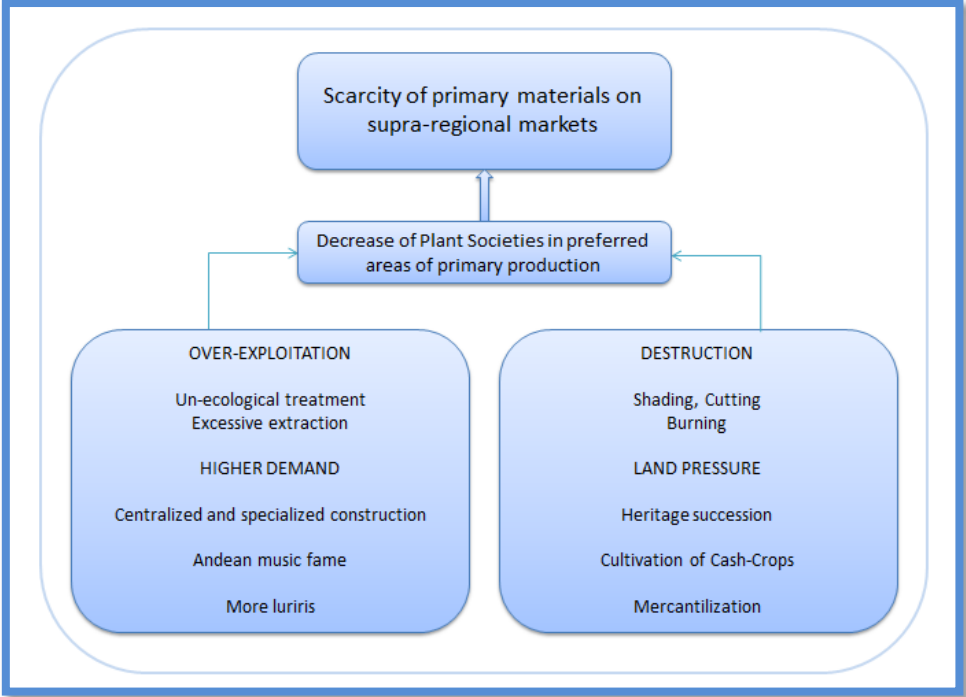 Scarcity of primary materials on
supra-regional markets
Decrease of Plant Societies in preferred
areas of primary production
OVER-EXPLOITATION
Un-ecological treatment
Excessive extraction
HIGHER DEMAND
Centralized and specialized construction
Andean music fame
More luriris
DESTRUCTION
Shading, Cutting
Burning
LAND PRESSURE
Heritage succession
Cultivation of Cash-Crops
Mercantilization